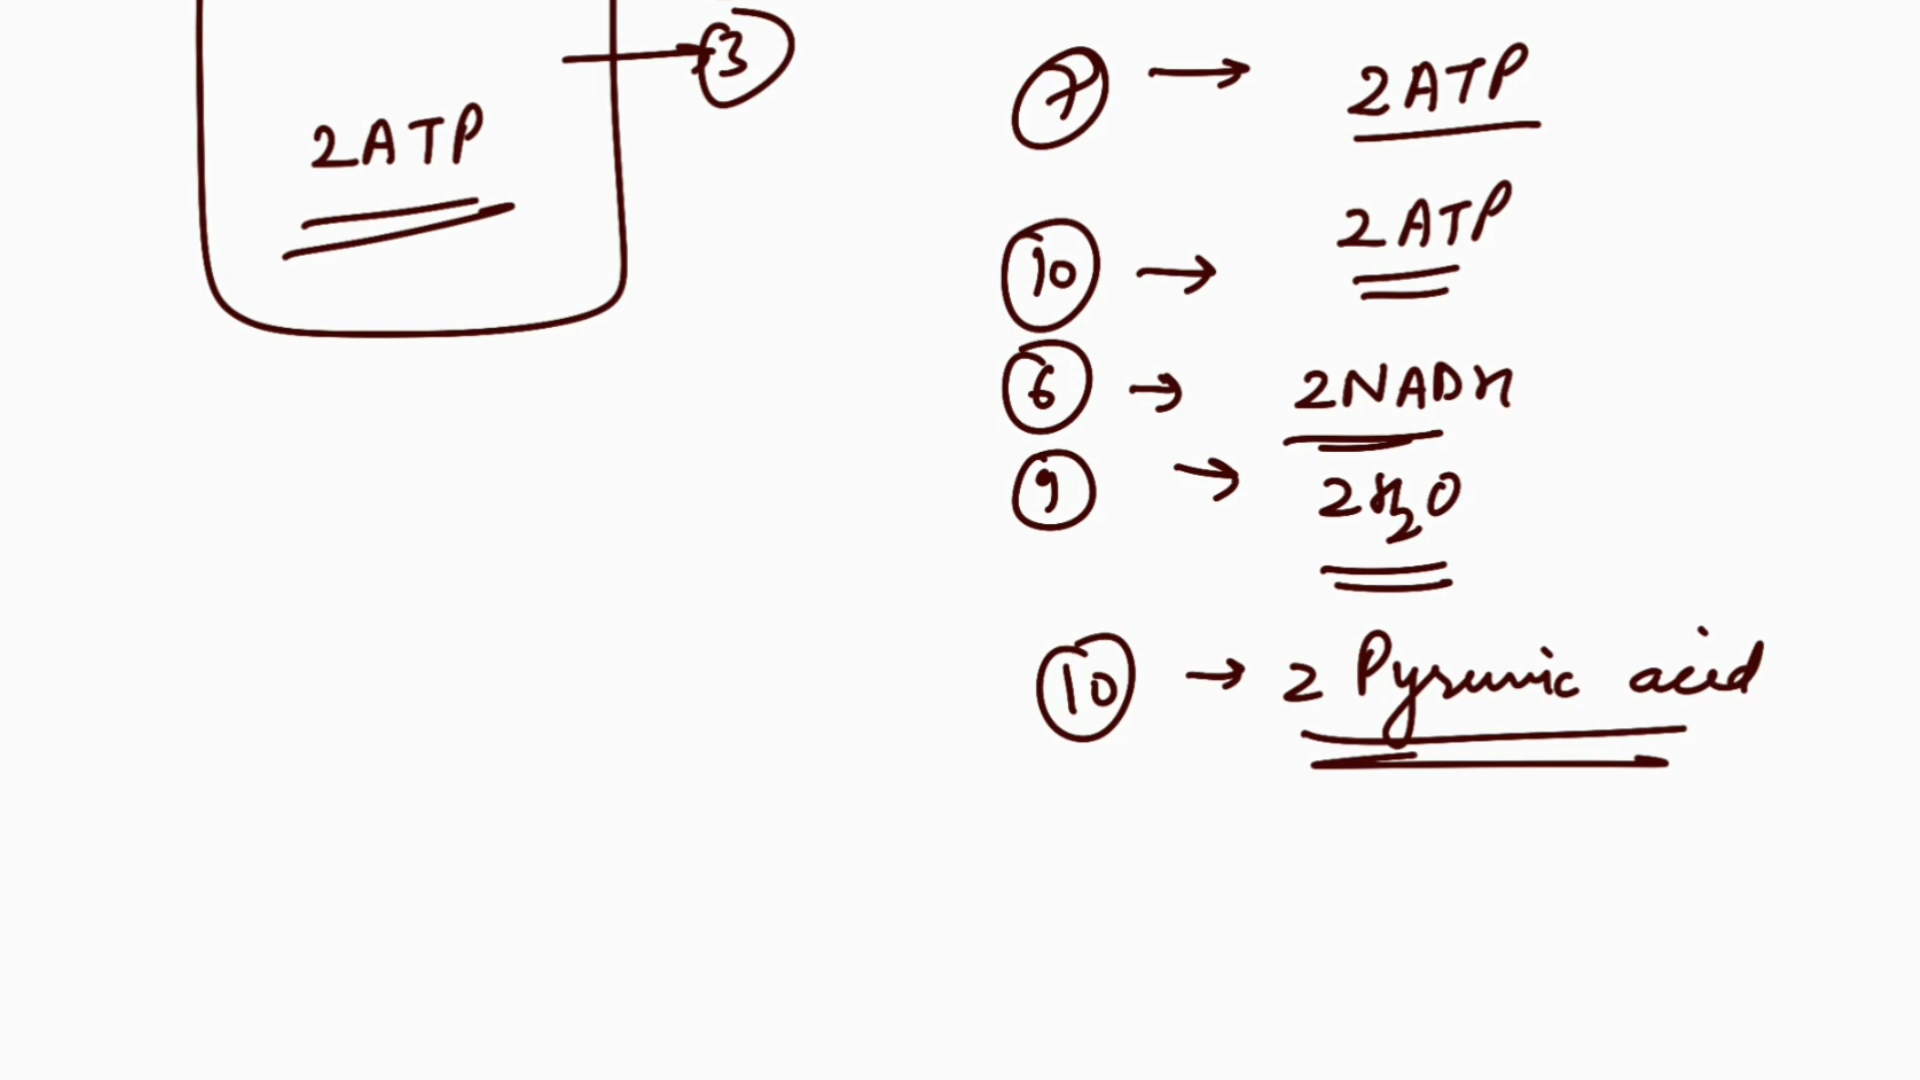 → 3
2ATP
7 → 2ATP
10 → 2ATP
6 → 2NADH
9 → 2H₂O
10 → 2 Pyruvic acid